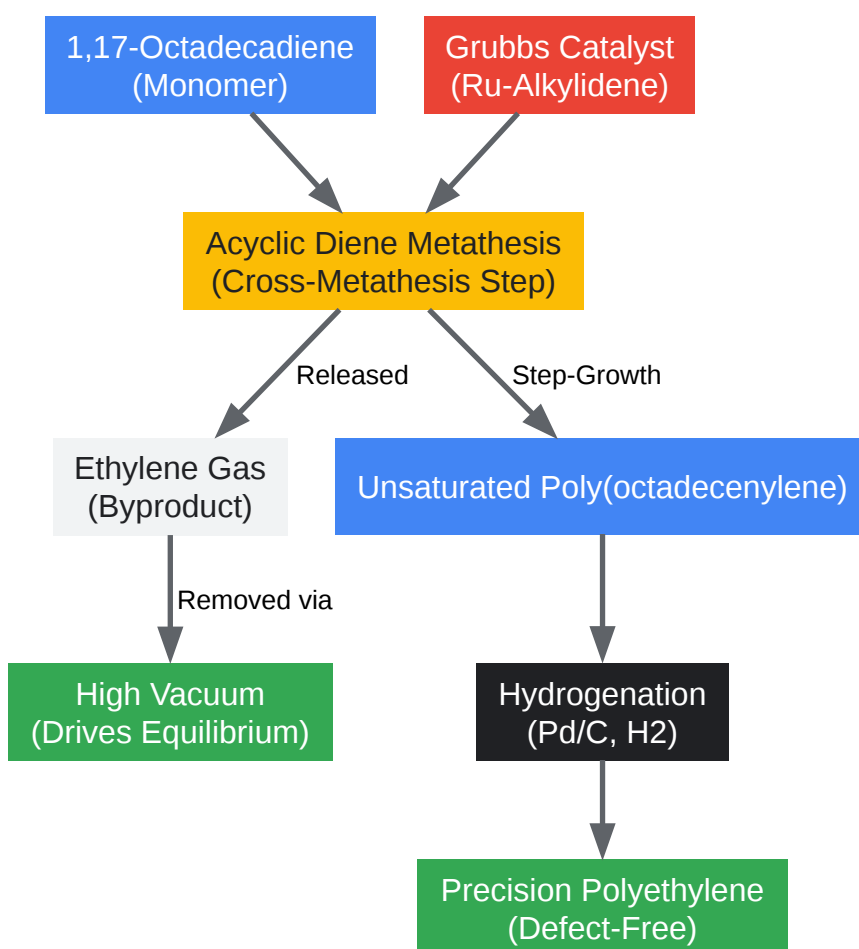 1,17-Octadecadiene
(Monomer)
Grubbs Catalyst
(Ru-Alkylidene)
Acyclic Diene Metathesis
(Cross-Metathesis Step)
Released
Step-Growth
Ethylene Gas
(Byproduct)
Unsaturated Poly(octadecenylene)
Removed via
High Vacuum
(Drives Equilibrium)
Hydrogenation
(Pd/C, H2)
Precision Polyethylene
(Defect-Free)